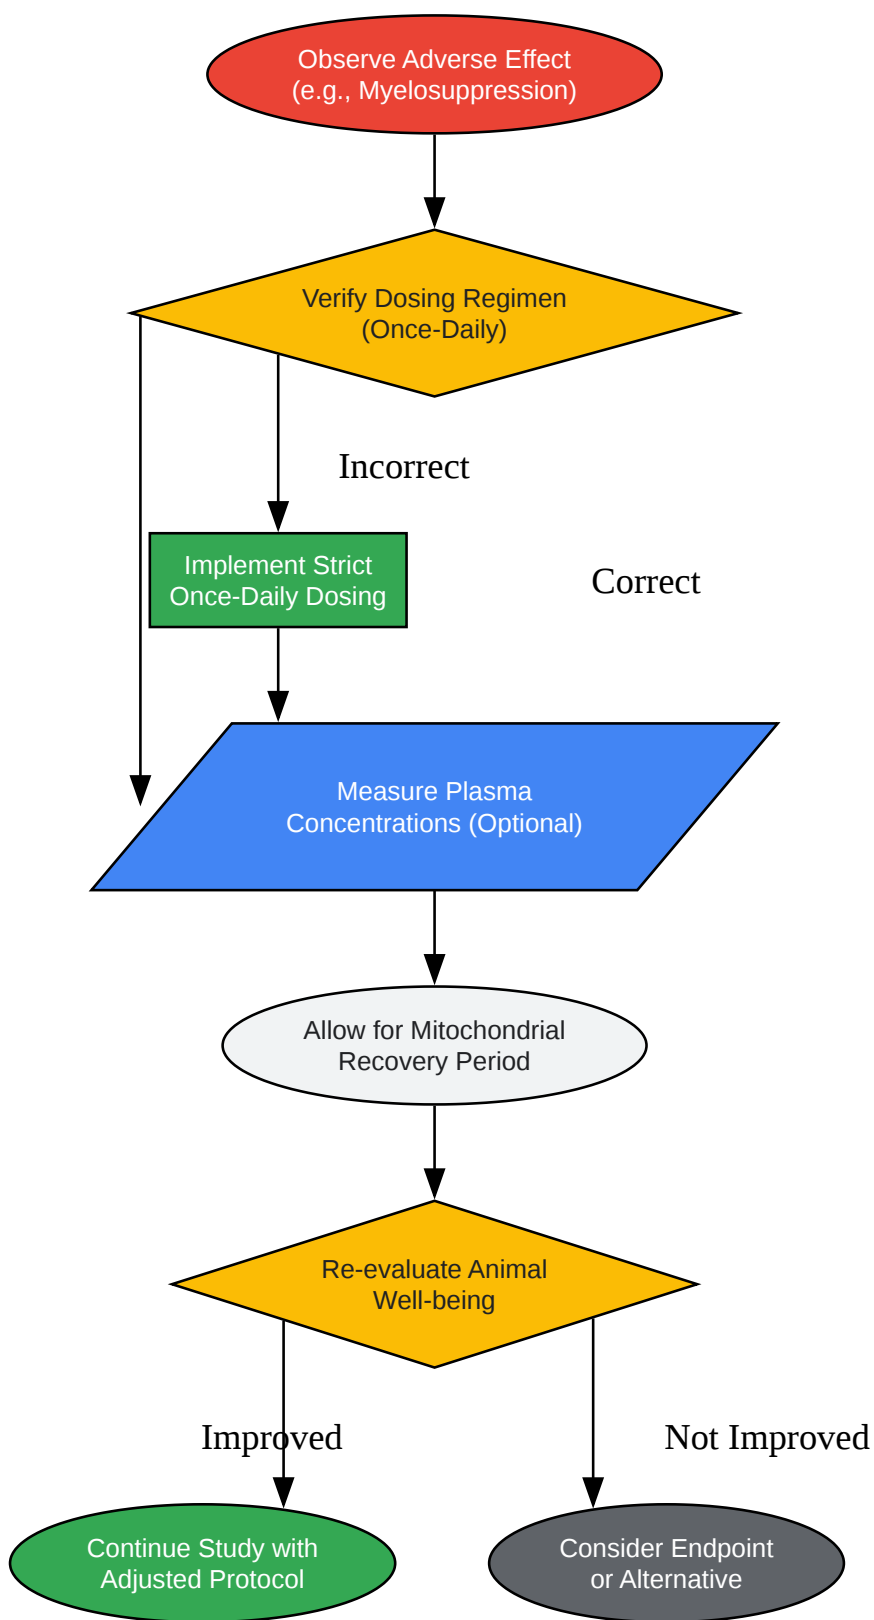 Observe Adverse Effect
(e.g., Myelosuppression)
Verify Dosing Regimen
(Once-Daily)
Incorrect
Implement Strict
Once-Daily Dosing
Correct
Measure Plasma
Concentrations (Optional)
Allow for Mitochondrial
Recovery Period
Re-evaluate Animal
Well-being
Improved
Not Improved
Continue Study with
Adjusted Protocol
Consider Endpoint
or Alternative